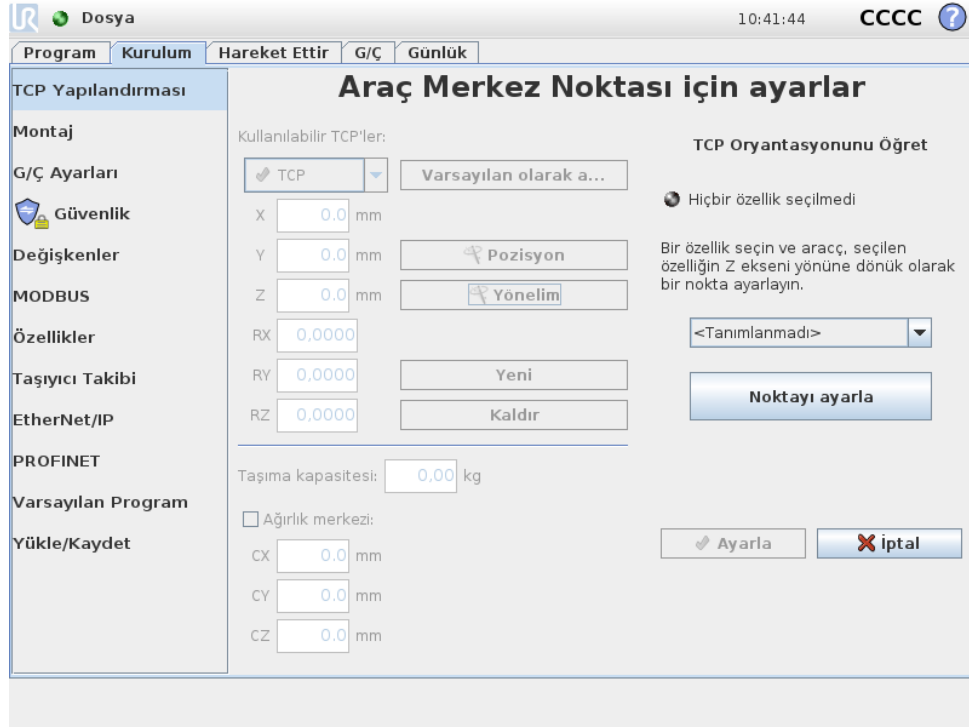 UR Dosya 10:41:44 CCCC ?
Program Kurulum Hareket Ettir G/Ç Günlük
TCP Yapılandırması
Montaj
G/Ç Ayarları
Güvenlik
Değişkenler
MODBUS
Özellikler
Taşıyıcı Takibi
EtherNet/IP
PROFINET
Varsayılan Program
Yükle/Kaydet
Araç Merkez Noktası için ayarlar
Kullanılabilir TCP'ler:
TCP Varsayılan olarak a...
X 0.0 mm
Y 0.0 mm Pozisyon
Z 0.0 mm Yönelim
RX 0,0000
RY 0,0000 Yeni
RZ 0,0000 Kaldır
Taşıma kapasitesi: 0,00 kg
Ağırlık merkezi:
CX 0.0 mm
CY 0.0 mm
CZ 0.0 mm
TCP Oryantasyonunu Öğret
Hiçbir özellik seçilmedi
Bir özellik seçin ve aracç, seçilen
özelliğin Z ekseni yönüne dönük olarak
bir nokta ayarlayın.
<Tanımlanmadı>
Noktayı ayarla
Ayarla İptal